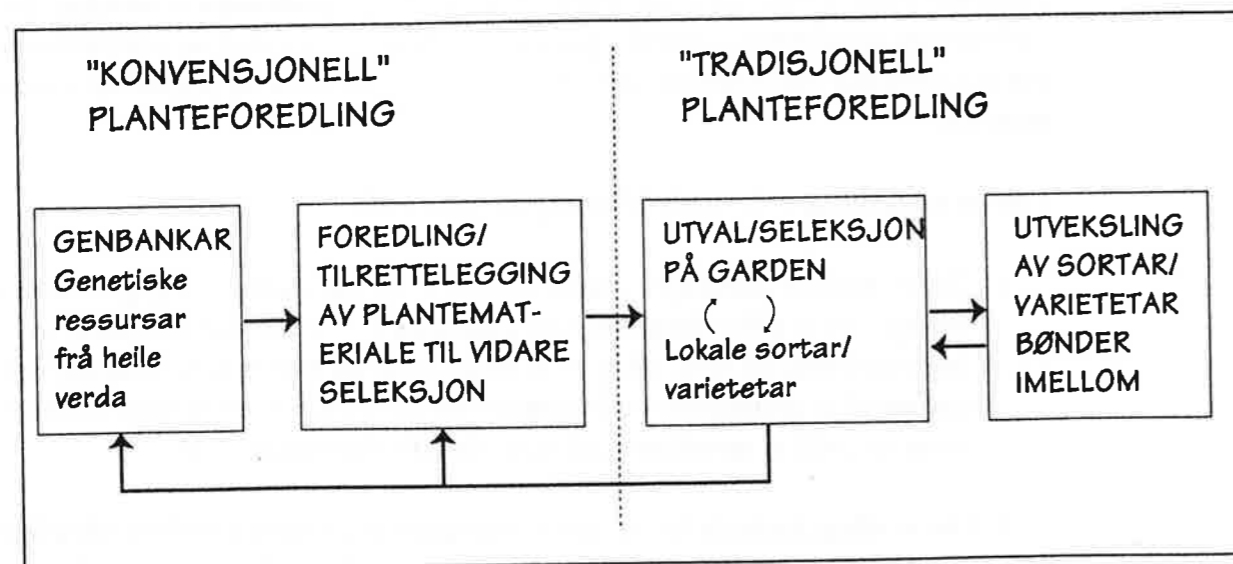 "KONVENSJONELL"
PLANTEFOREDLING
"TRADISJONELL"
PLANTEFOREDLING
GENBANKAR
Genetiske
ressursar
frå heile
verda
FOREDLING/
TILRETTELEGGING
AV PLANTEMAT-
ERIALE TIL VIDARE
SELEKSJON
UTVAL/SELEKSJON
PÅ GARDEN
Lokale sortar/
varietetar
UTVEKSLING
AV SORTAR/
VARIETETAR
BØNDER
IMELLOM